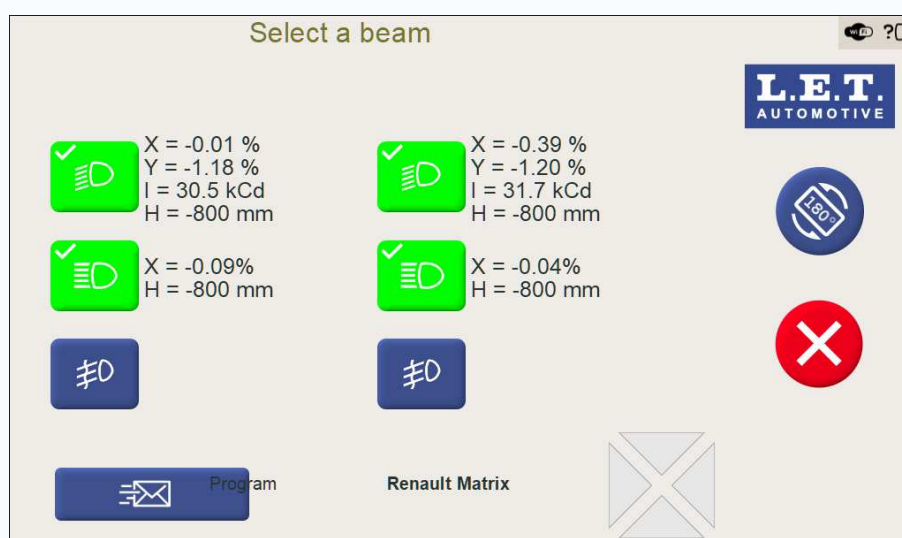 Select a beam
WiFi ?
L.E.T.
AUTOMOTIVE
X = -0.01 %
Y = -1.18 %
I = 30.5 kCd
H = -800 mm
X = -0.39 %
Y = -1.20 %
I = 31.7 kCd
H = -800 mm
180°
X = -0.09%
H = -800 mm
X = -0.04%
H = -800 mm
Program
Renault Matrix